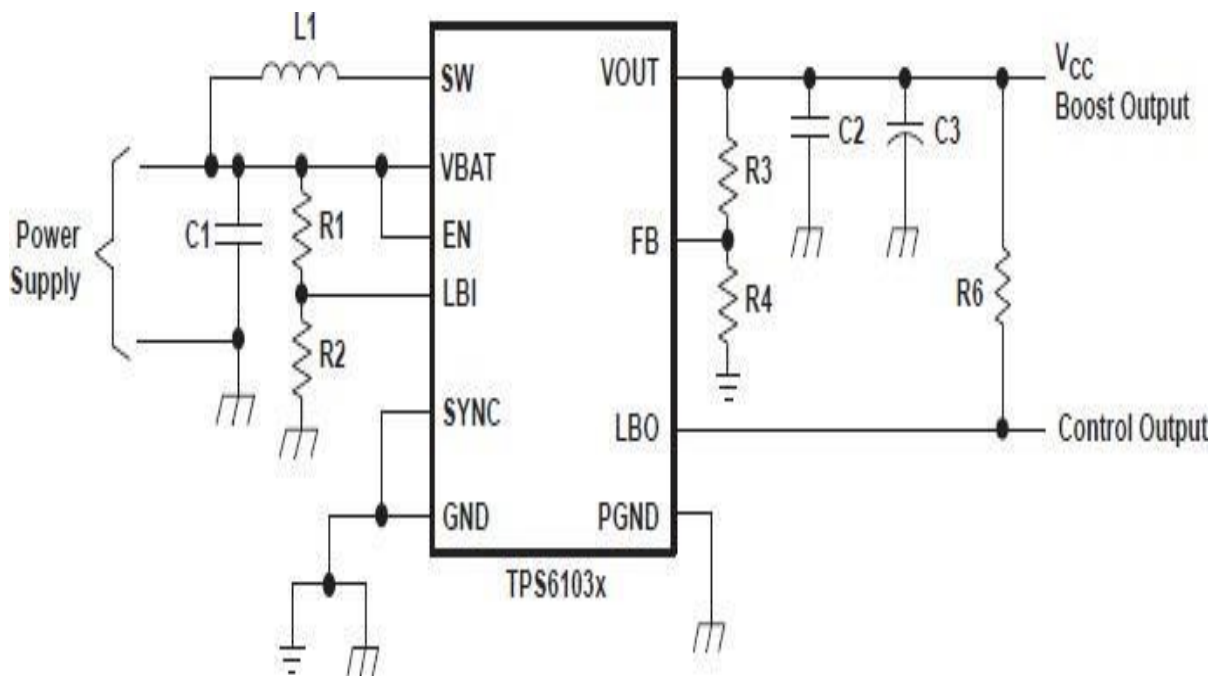 L1
SW
VOUT
VCC
Boost Output
C2
C3
R3
VBAT
Power
Supply
C1
R1
EN
FB
LBI
R4
R6
R2
SYNC
LBO
Control Output
GND
PGND
TPS6103x